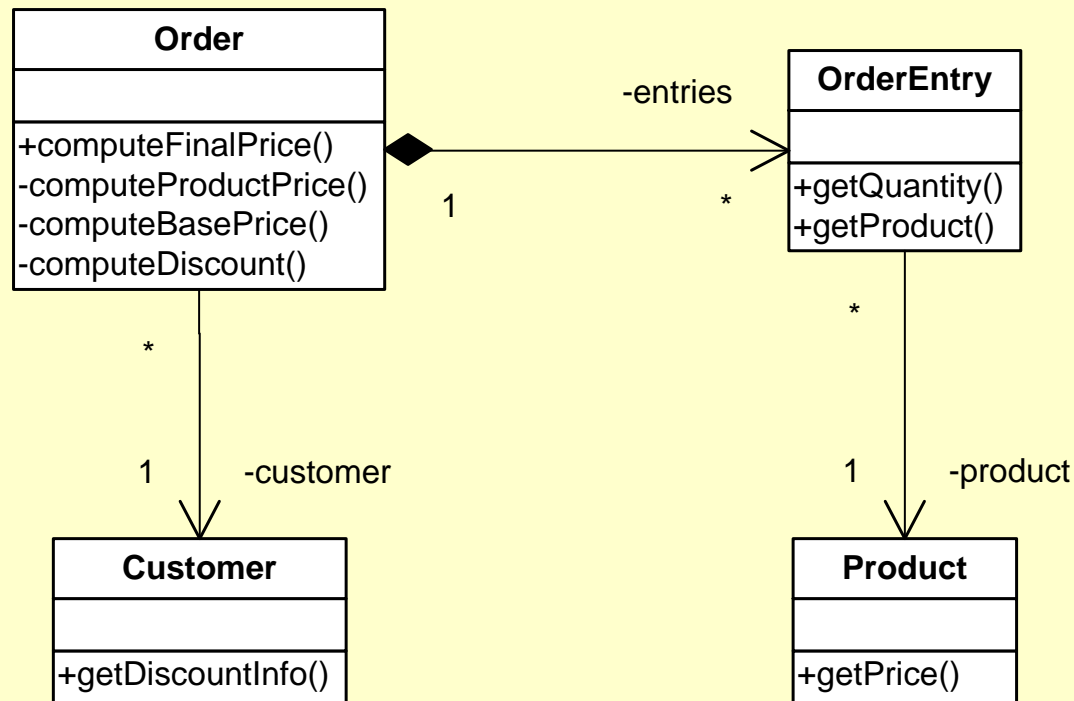 Order
+computeFinalPrice()
-computeProductPrice()
-computeBasePrice()
-computeDiscount()
-entries
1
*
OrderEntry
+getQuantity()
+getProduct()
*
1
-customer
*
1
-product
Customer
+getDiscountInfo()
Product
+getPrice()